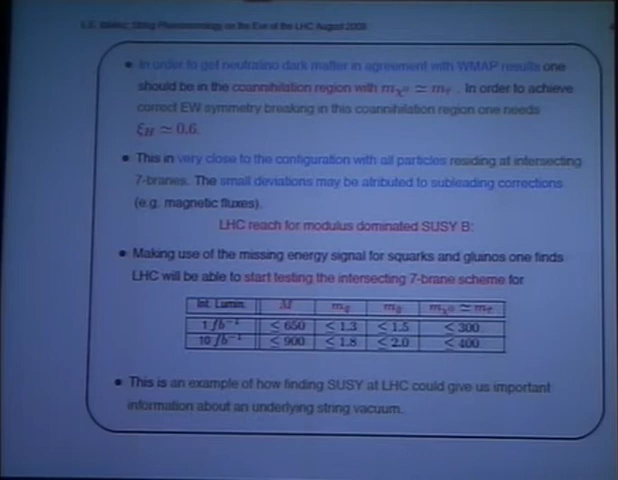 L.E. Ibáñez; String Phenomenology on the Eve of the LHC August 2008
• In order to get neutralino dark matter in agreement with WMAP results one
should be in the coannihilation region with m_χ⁰ ≃ m_τ̃ . In order to achieve
correct EW symmetry breaking in this coannihilation region one needs
ξ_H ≃ 0.6.
• This in very close to the configuration with all particles residing at intersecting
7-branes. The small deviations may be atributed to subleading corrections
(e.g. magnetic fluxes).
LHC reach for modulus dominated SUSY B:
• Making use of the missing energy signal for squarks and gluinos one finds
LHC will be able to start testing the intersecting 7-brane scheme for
Int. Lumin. M m_q̃ m_g̃ m_χ⁰ ≃ m_τ̃
1 fb⁻¹ ≤ 650 ≤ 1.3 ≤ 1.5 ≤ 300
10 fb⁻¹ ≤ 900 ≤ 1.8 ≤ 2.0 ≤ 400
• This is an example of how finding SUSY at LHC could give us important
information about an underlying string vacuum.